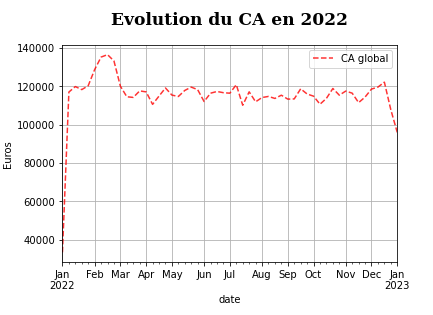 Evolution du CA en 2022
CA global
140000
120000
100000
80000
60000
40000
Euros
Jan Feb Mar Apr May Jun Jul Aug Sep Oct Nov Dec Jan
2022 2023
date